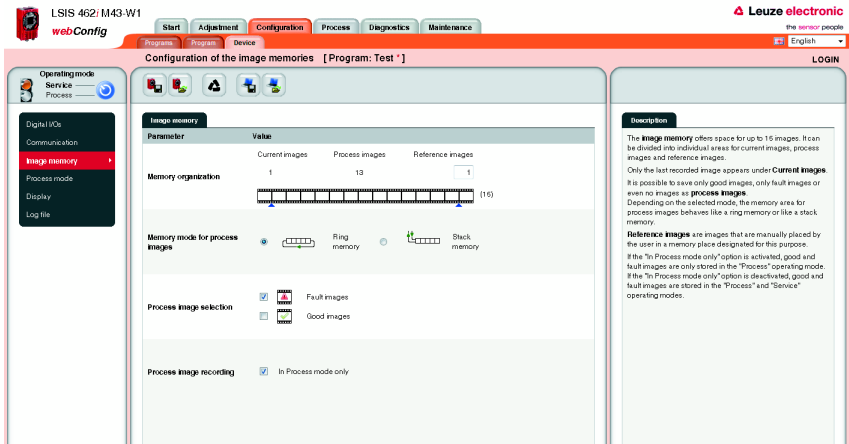 LSIS 462i M43-W1
webConfig
Leuze electronic
the sensor people
Start Adjustment Configuration Process Diagnostics Maintenance
Programs Program Device
English
Configuration of the image memories [Program: Test *]
LOGIN
Operating mode
Service
Process
Digital I/Os
Communication
Image memory
Process mode
Display
Log file
Image memory
Parameter Value
Current images Process images Reference images
Memory organization 1 13 1
(16)
Memory mode for process images
Ring memory
Stack memory
Process image selection
Fault images
Good images
Process image recording In Process mode only
Description
The image memory offers space for up to 15 images. It can
be divided into individual areas for current images, process
images and reference images.
Only the last recorded image appears under Current images.
It is possible to save only good images, only fault images or
even no images as process images.
Depending on the selected mode, the memory area for
process images behaves like a ring memory or like a stack
memory.
Reference images are images that are manually placed by
the user in a memory place designated for this purpose.
If the "In Process mode only" option is activated, good and
fault images are only stored in the "Process" operating mode.
If the "In Process mode only" option is deactivated, good and
fault images are stored in the "Process" and "Service"
operating modes.